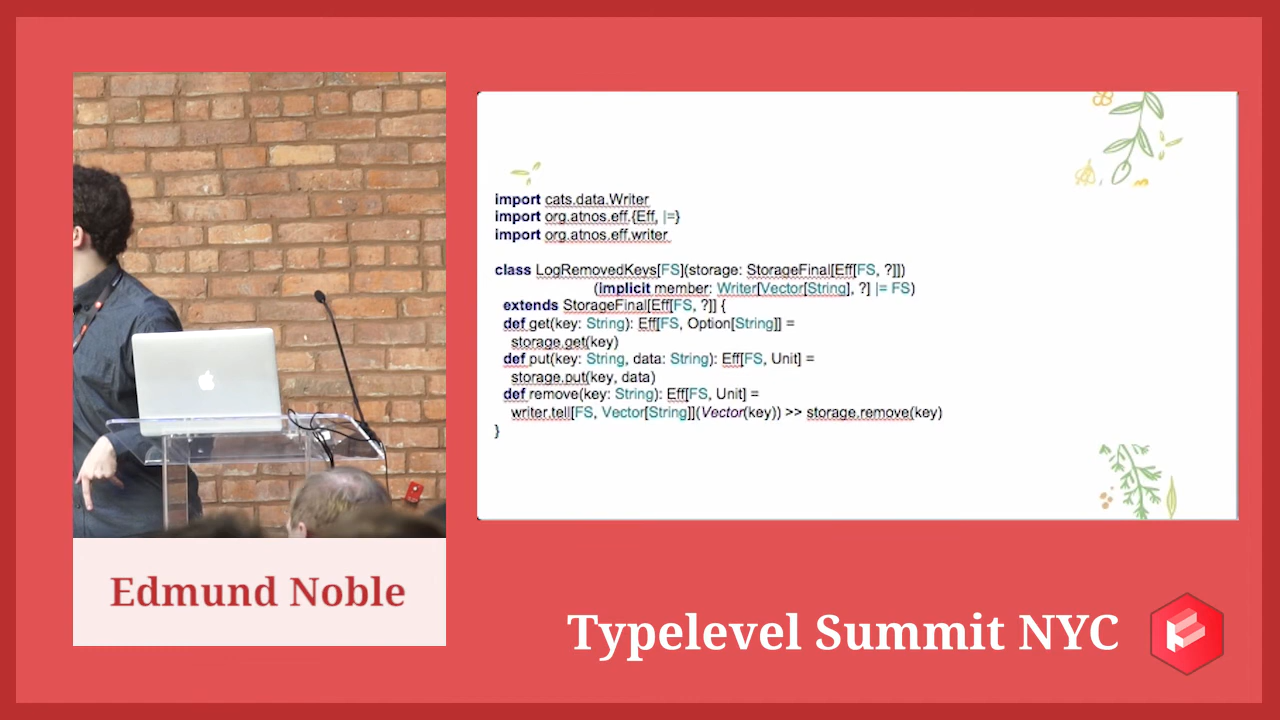 import cats.data.Writer
import org.atnos.eff.{Eff, |=}
import org.atnos.eff.writer
class LogRemovedKeys[FS](storage: StorageFinal[Eff[FS, ?]])
(implicit member: Writer[Vector[String], ?] |= FS)
extends StorageFinal[Eff[FS, ?]] {
def get(key: String): Eff[FS, Option[String]] =
storage.get(key)
def put(key: String, data: String): Eff[FS, Unit] =
storage.put(key, data)
def remove(key: String): Eff[FS, Unit] =
writer.tell[FS, Vector[String]](Vector(key)) >> storage.remove(key)
}
Edmund Noble
Typelevel Summit NYC